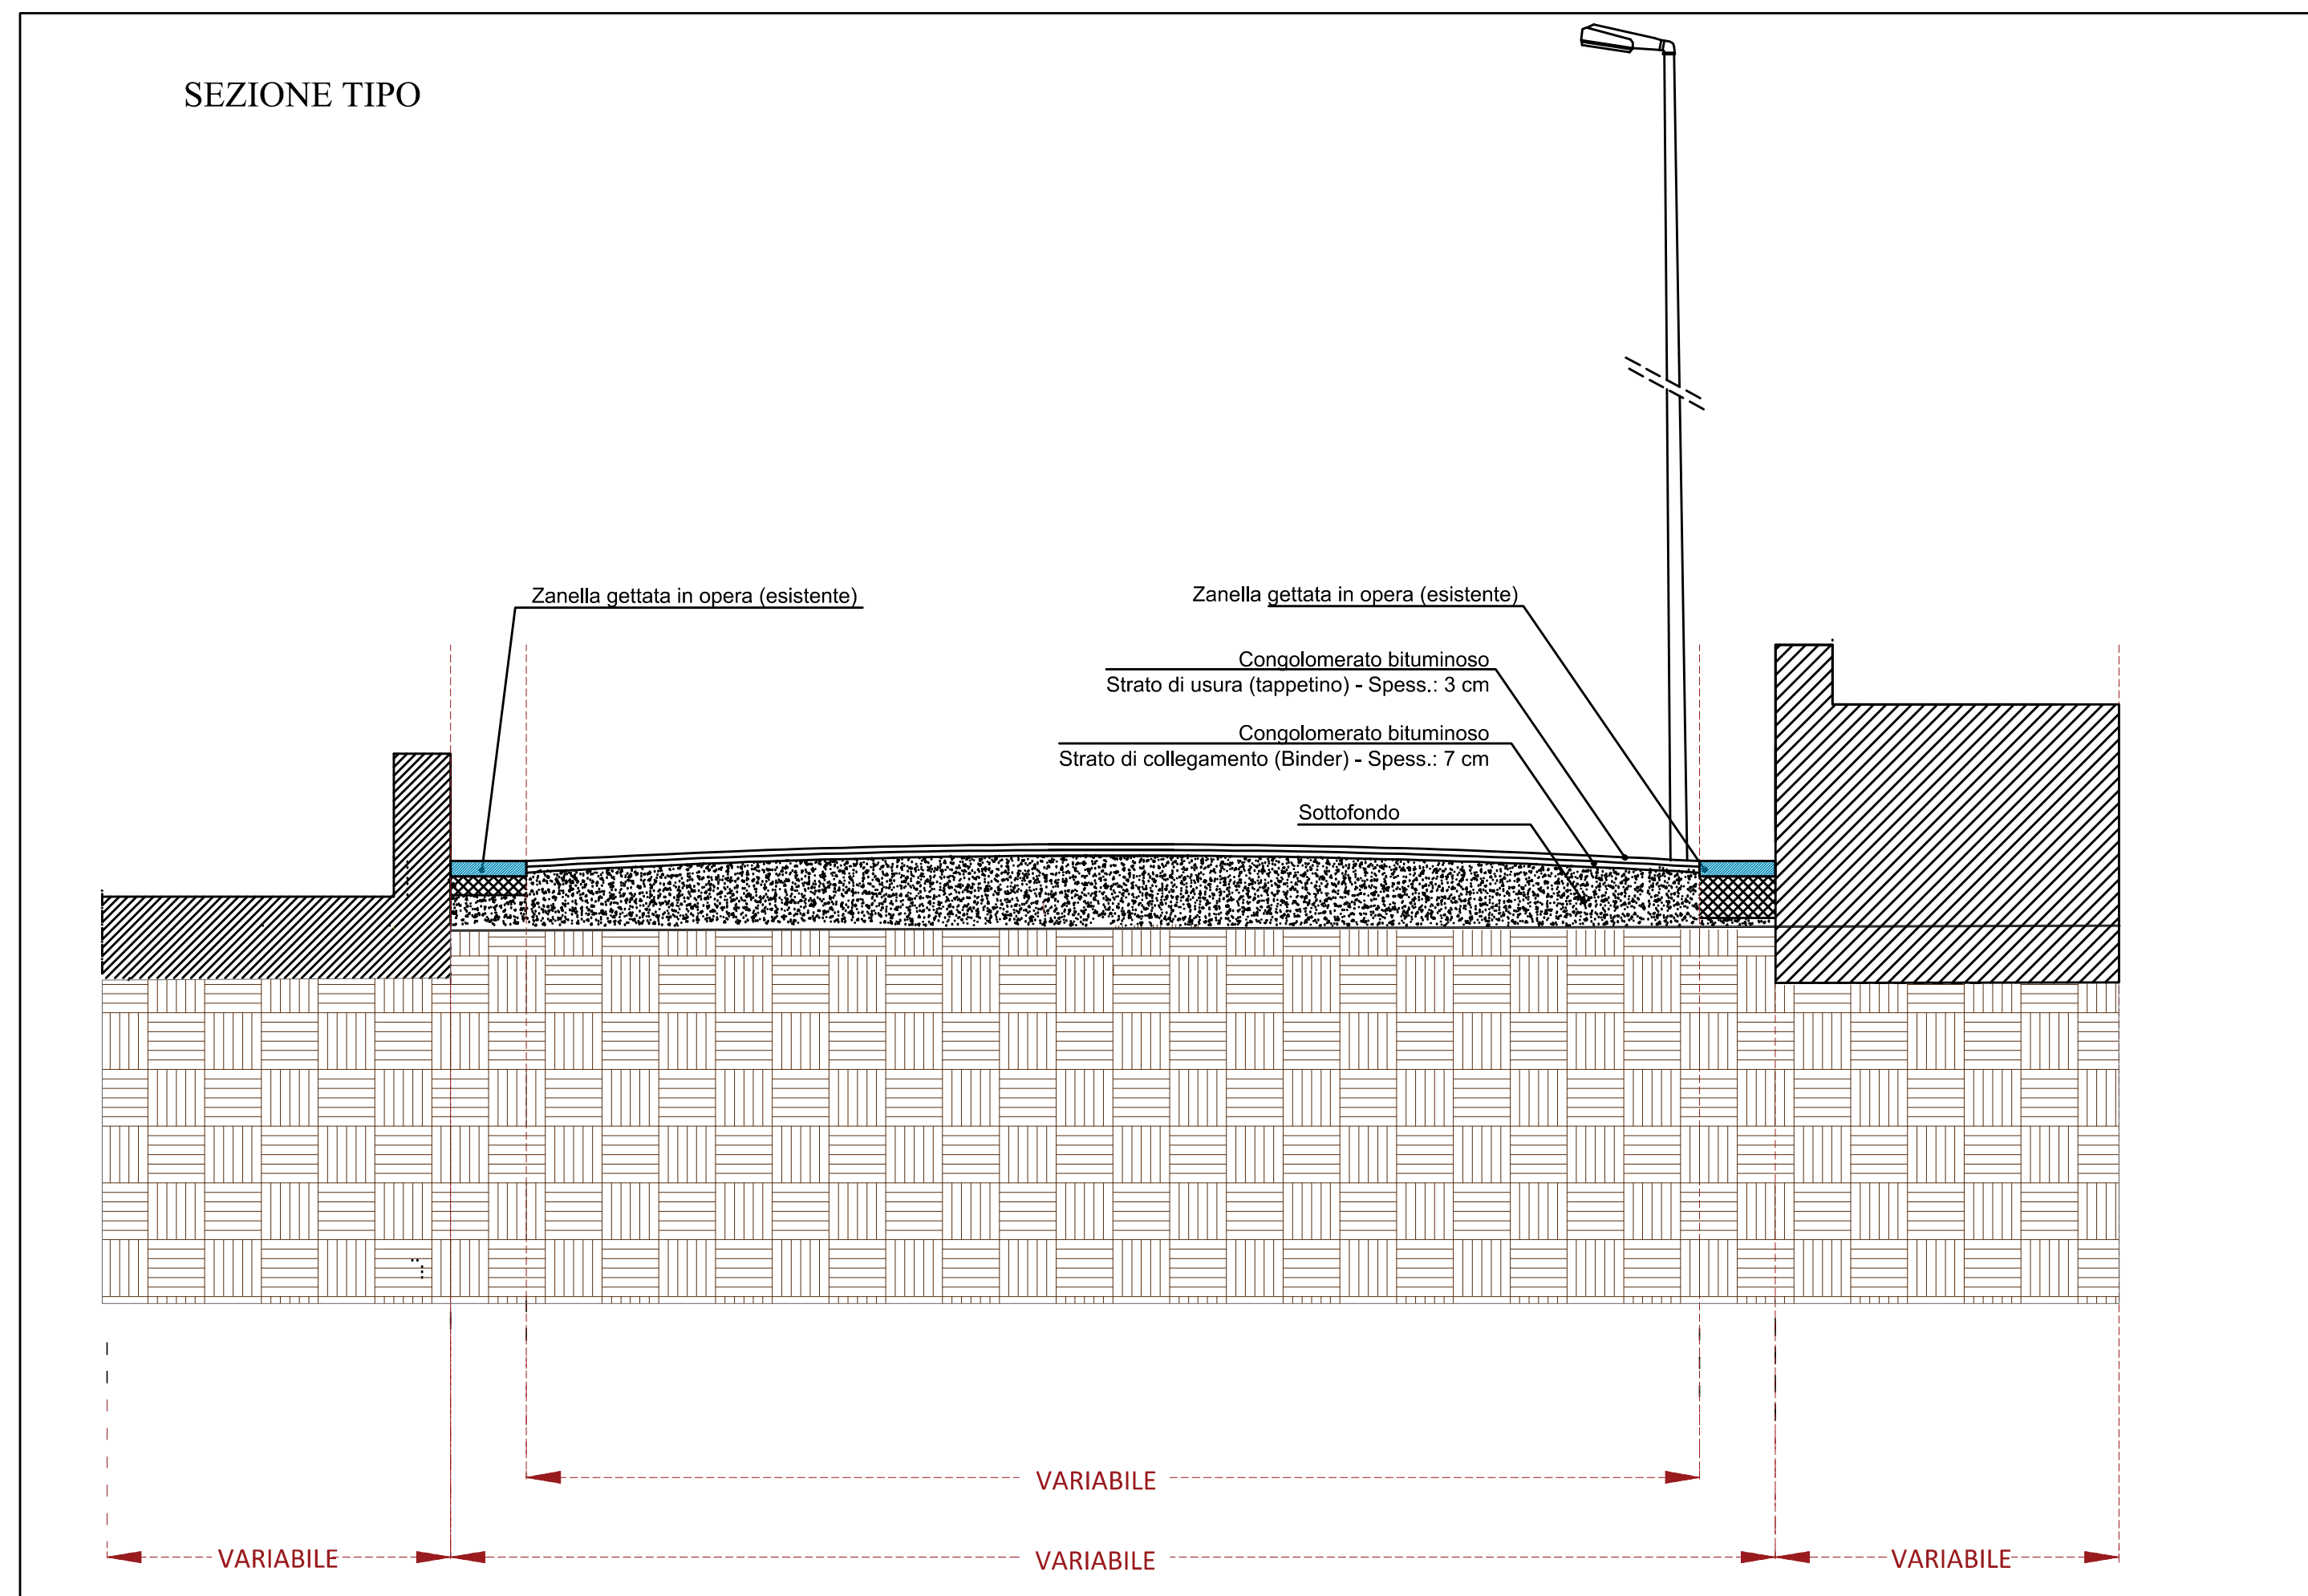 SEZIONE TIPO
Zanella gettata in opera (esistente)
Zanella gettata in opera (esistente)
Congolomerato bituminoso
Strato di usura (tappetino) - Spess.: 3 cm
Congolomerato bituminoso
Strato di collegamento (Binder) - Spess.: 7 cm
Sottofondo
VARIABILE
VARIABILE
VARIABILE
VARIABILE